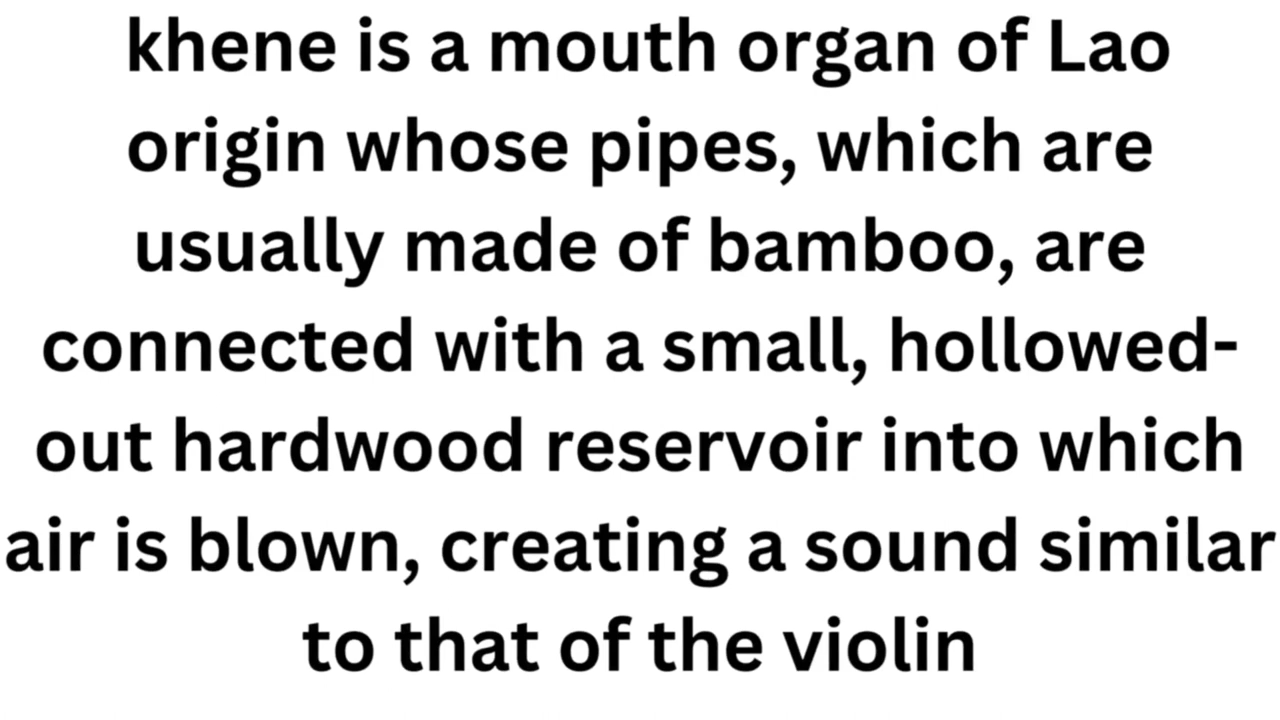 khene is a mouth organ of Lao
origin whose pipes, which are
usually made of bamboo, are
connected with a small, hollowed-
out hardwood reservoir into which
air is blown, creating a sound similar
to that of the violin